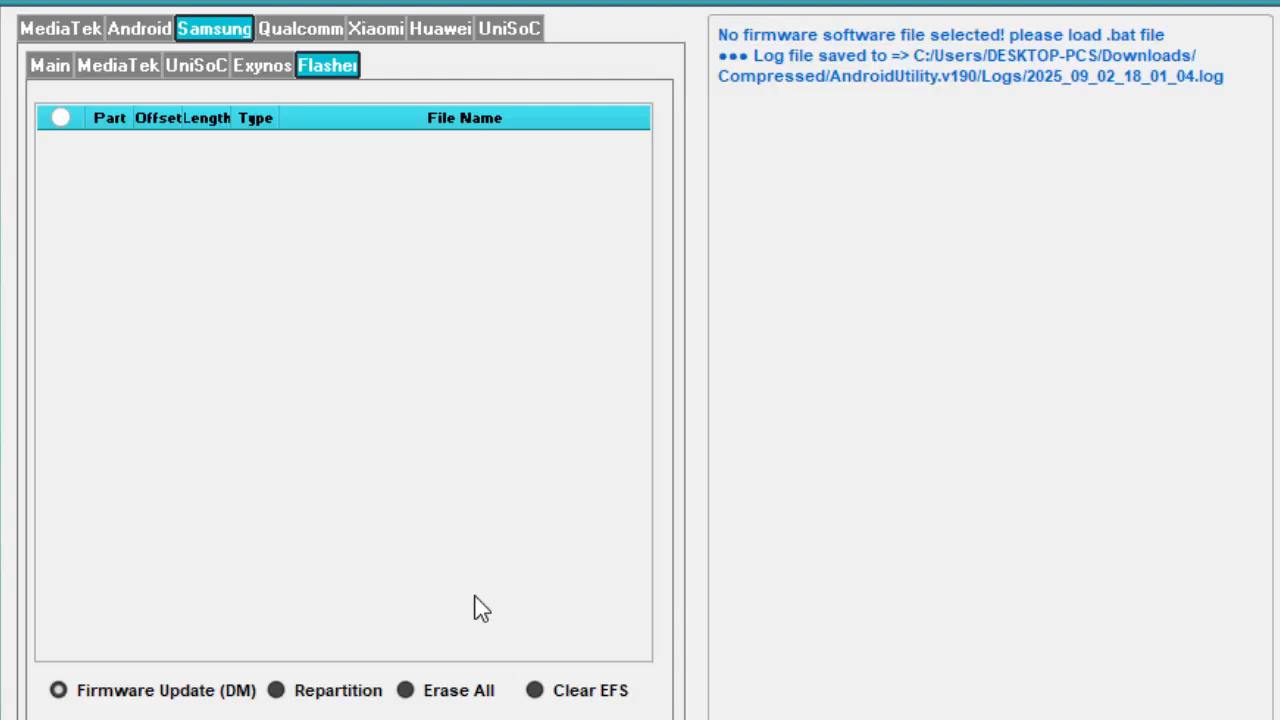 MediaTek Android Samsung Qualcomm Xiaomi Huawei UniSoC
Main MediaTek UniSoC Exynos Flasher
Part Offset Length Type File Name
Firmware Update (DM) Repartition Erase All Clear EFS
No firmware software file selected! please load .bat file
●●● Log file saved to => C:/Users/DESKTOP-PCS/Downloads/
Compressed/AndroidUtility.v190/Logs/2025_09_02_18_01_04.log